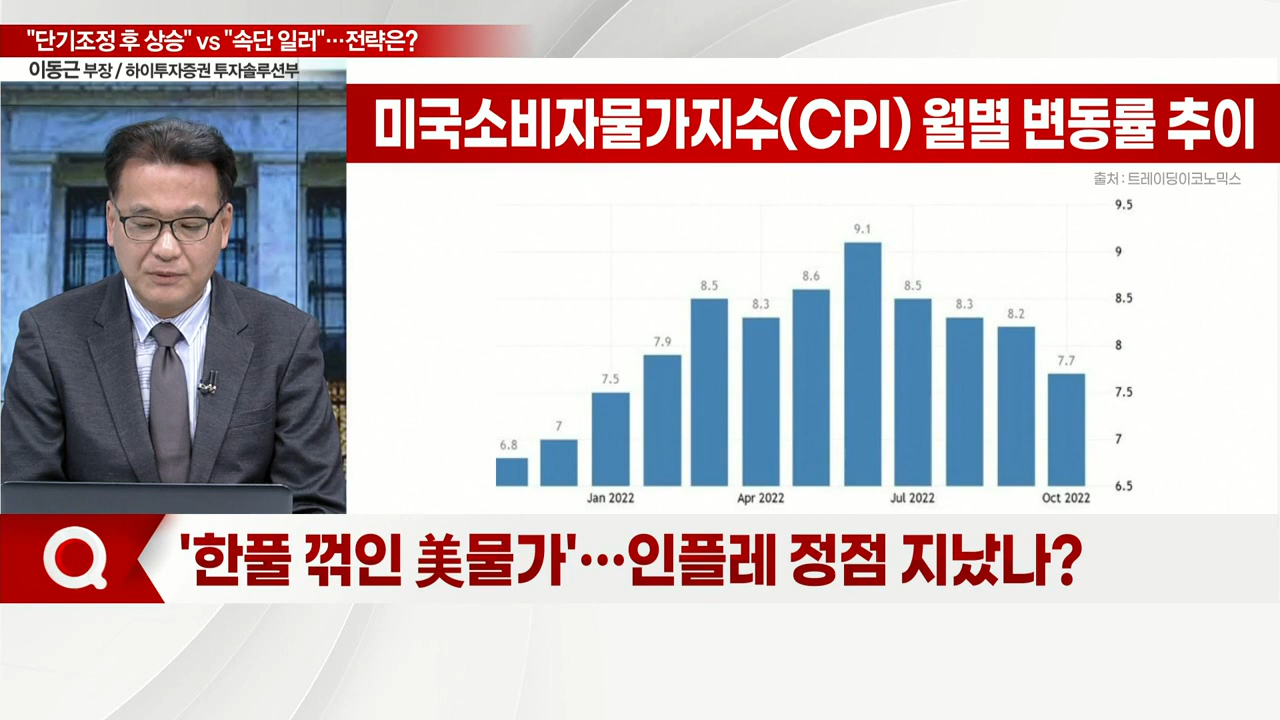 "단기조정 후 상승" vs "속단 일러"…전략은?
이동근 부장 / 하이투자증권 투자솔루션부
미국소비자물가지수(CPI) 월별 변동률 추이
출처 : 트레이딩이코노믹스
9.5
9
8.5
8
7.5
7
6.5
6.8
7
7.5
7.9
8.5
8.3
8.6
9.1
8.5
8.3
8.2
7.7
Jan 2022
Apr 2022
Jul 2022
Oct 2022
Q
'한풀 꺾인 美물가'…인플레 정점 지났나?